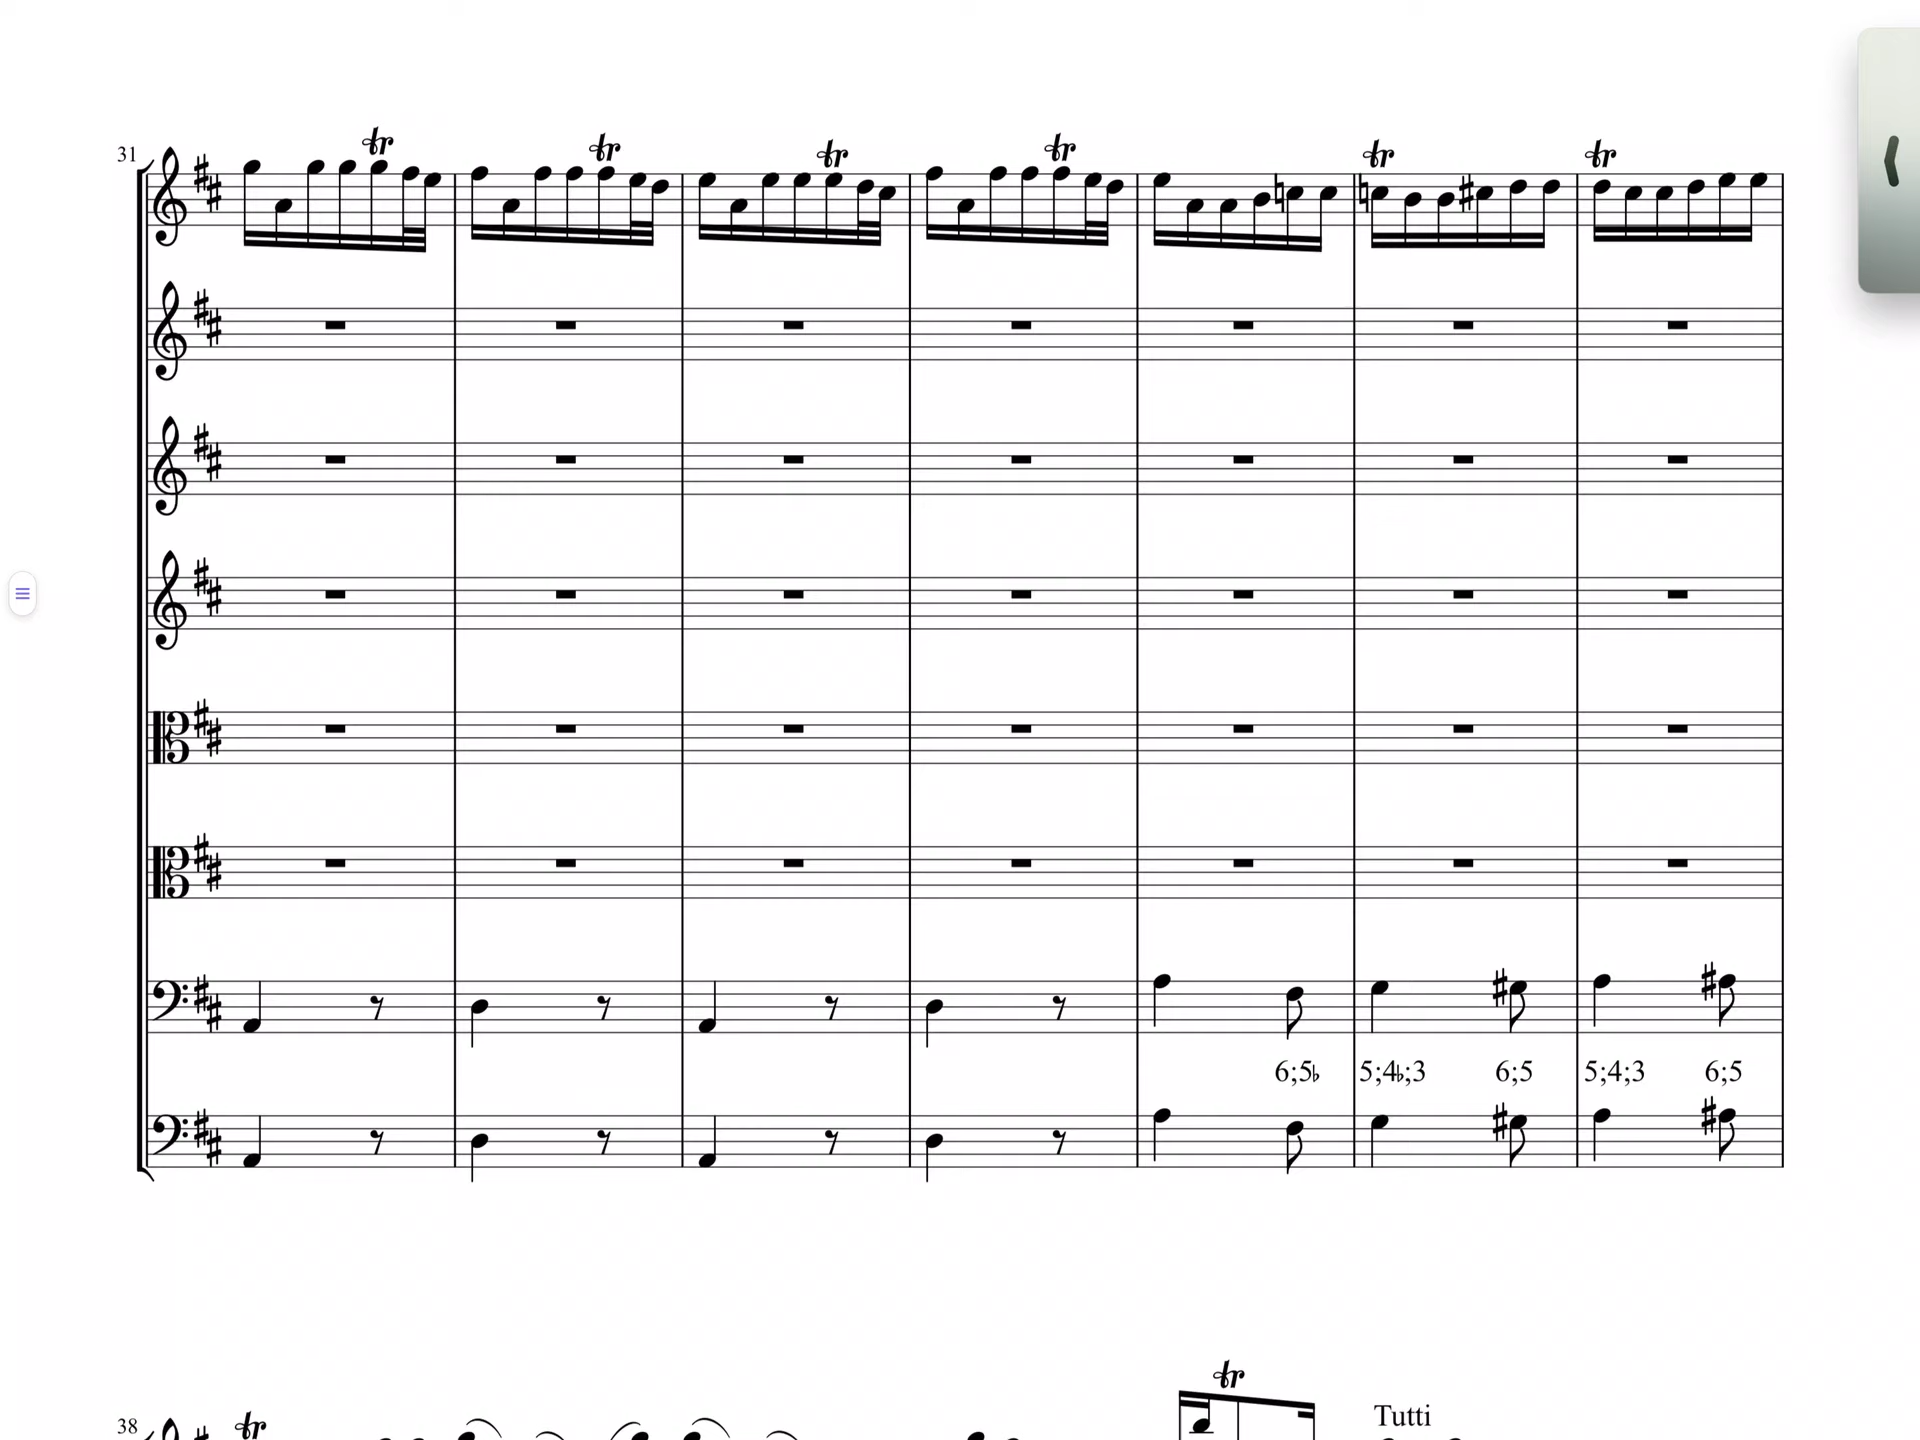 31
tr tr tr tr tr tr
6;5♭ 5;4♭;3 6;5 5;4;3 6;5
tr
38 tr Tutti